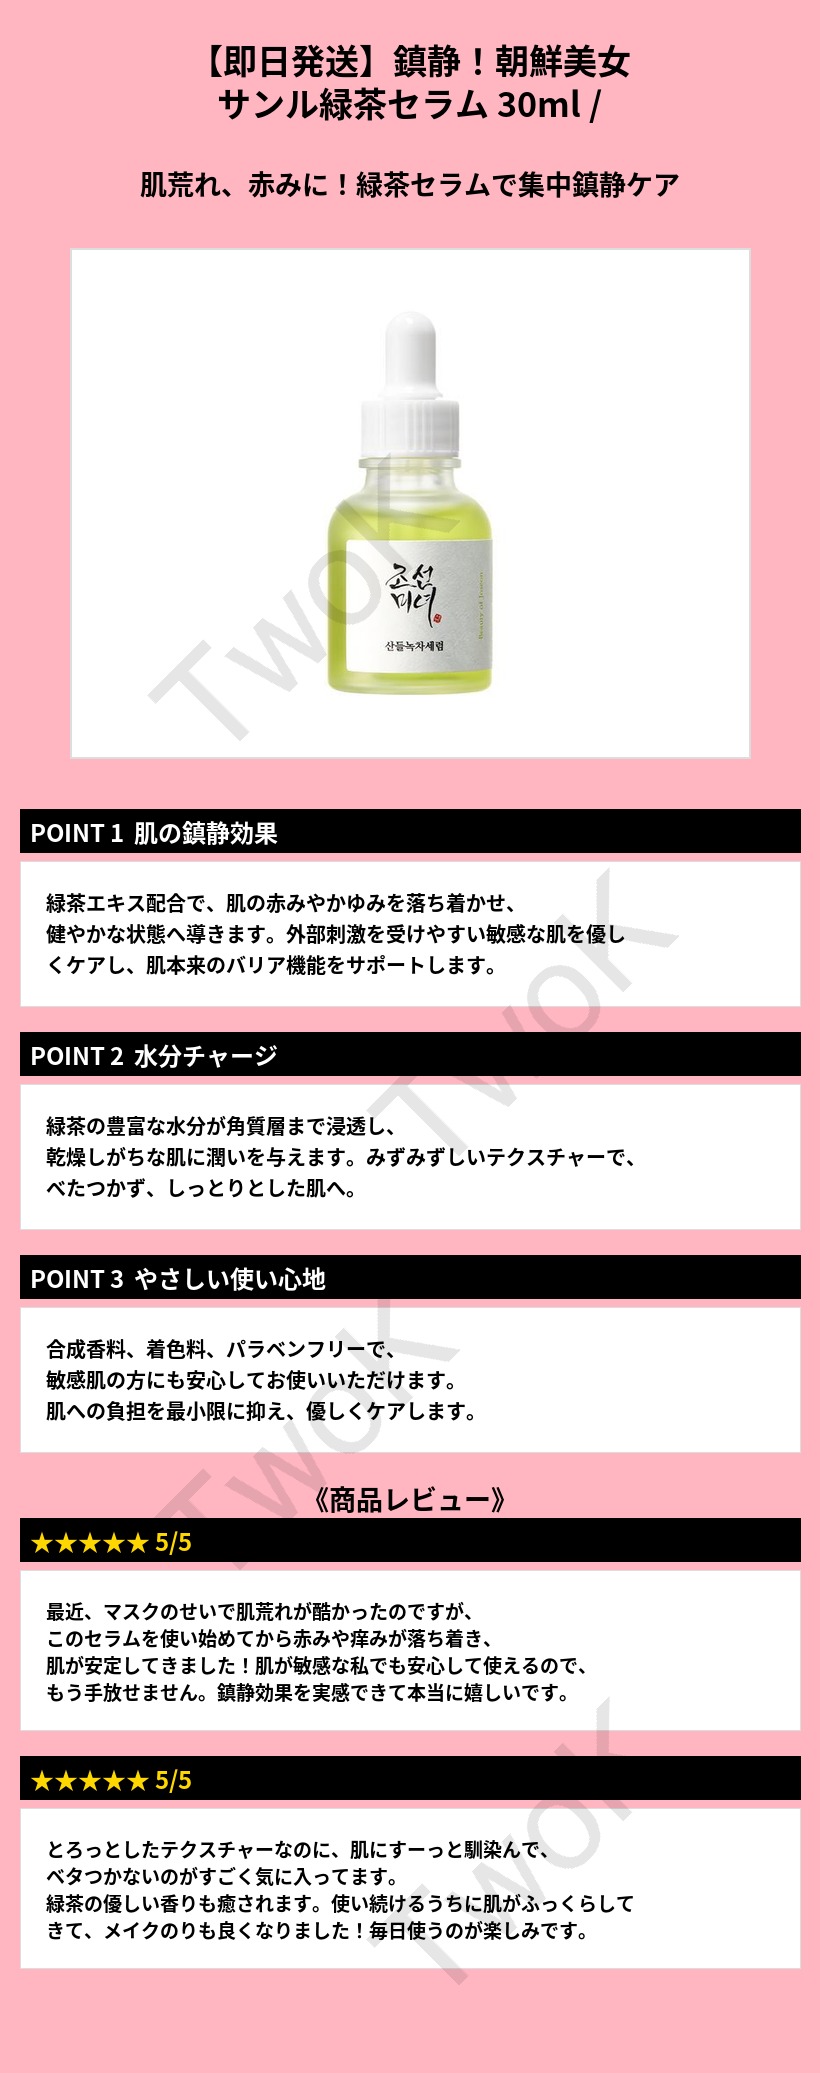 【即日発送】鎮静！朝鮮美女
サンル緑茶セラム 30ml /
肌荒れ、赤みに！緑茶セラムで集中鎮静ケア
조선
미녀
산들녹차세럼
Beauty of Joseon
TwoK
POINT 1 肌の鎮静効果
緑茶エキス配合で、肌の赤みやかゆみを落ち着かせ、
健やかな状態へ導きます。外部刺激を受けやすい敏感な肌を優し
くケアし、肌本来のバリア機能をサポートします。
TwoK
POINT 2 水分チャージ
緑茶の豊富な水分が角質層まで浸透し、
乾燥しがちな肌に潤いを与えます。みずみずしいテクスチャーで、
べたつかず、しっとりとした肌へ。
POINT 3 やさしい使い心地
合成香料、着色料、パラベンフリーで、
敏感肌の方にも安心してお使いいただけます。
肌への負担を最小限に抑え、優しくケアします。
TwoK
《商品レビュー》
★★★★★ 5/5
最近、マスクのせいで肌荒れが酷かったのですが、
このセラムを使い始めてから赤みや痒みが落ち着き、
肌が安定してきました！肌が敏感な私でも安心して使えるので、
もう手放せません。鎮静効果を実感できて本当に嬉しいです。
★★★★★ 5/5
とろっとしたテクスチャーなのに、肌にすーっと馴染んで、
ベタつかないのがすごく気に入ってます。
緑茶の優しい香りも癒されます。使い続けるうちに肌がふっくらして
きて、メイクのりも良くなりました！毎日使うのが楽しみです。
TwoK